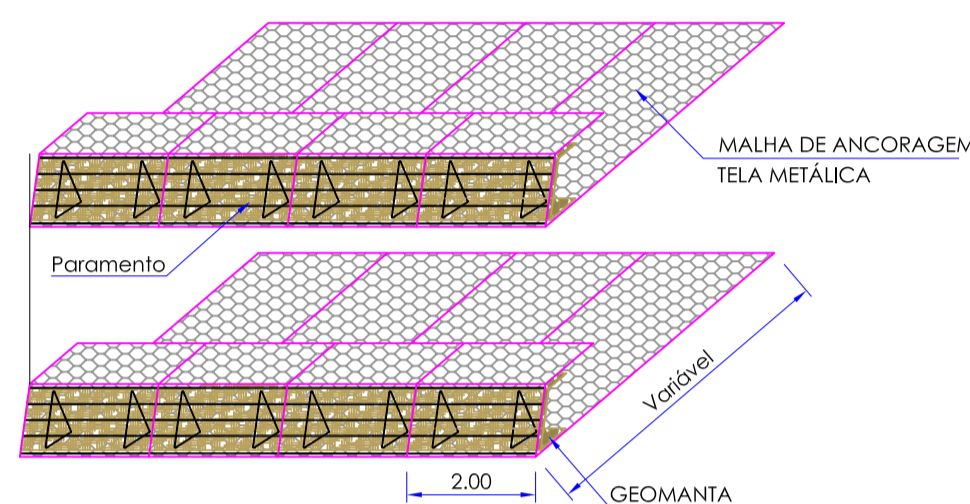 MALHA DE ANCORAGEM
TELA METÁLICA
Paramento
Variável
2.00
GEOMANTA